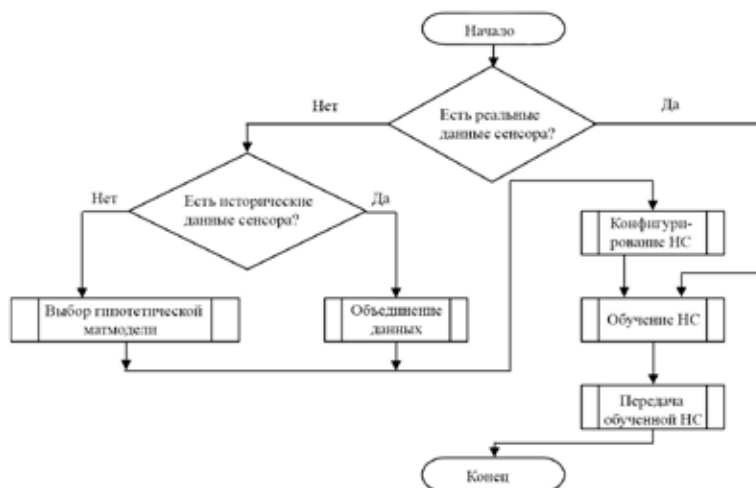 Начало
Нет
Да
Есть реальные
данные сенсора?
Нет
Есть исторические
данные сенсора?
Да
Конфигури-
рование НС
Выбор гипотетической
матмодели
Объединение
данных
Обучение НС
Передача
обученной НС
Конец